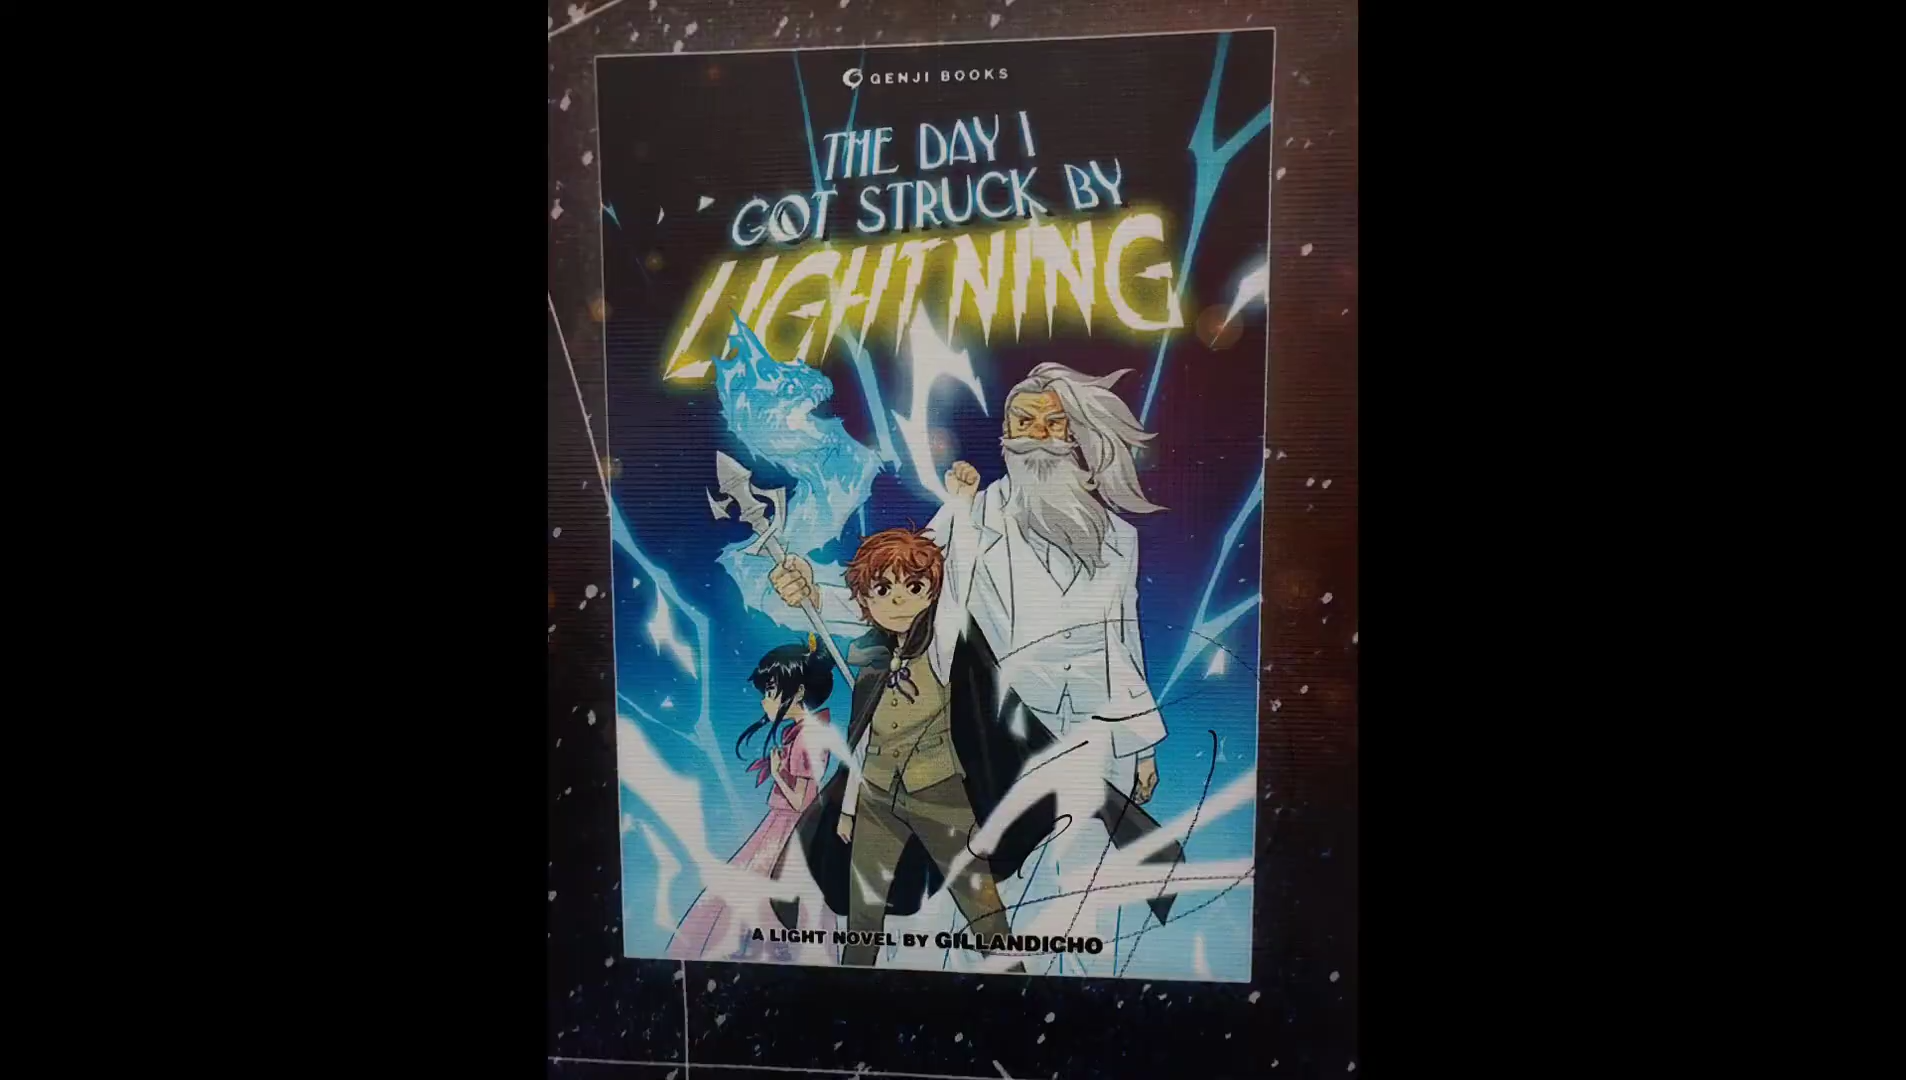 GENJI BOOKS
THE DAY I
GOT STRUCK BY
LIGHTNING
A LIGHT NOVEL BY GILLANDICHO